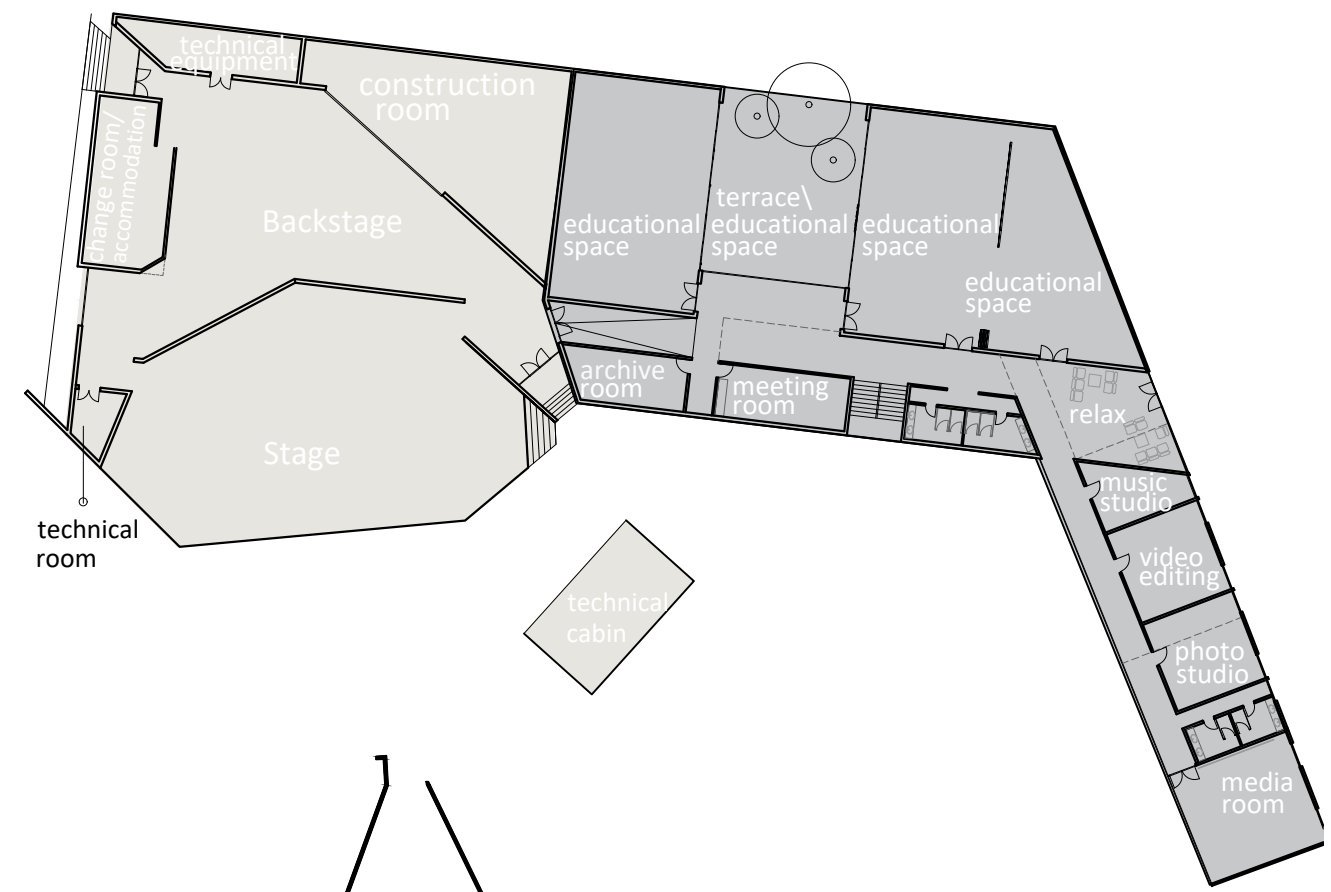 technical
equipment
construction
room
change room/
accommodation
Backstage
educational
space
terrace\
educational
space
educational
space
educational
space
archive
room
meeting
room
relax
Stage
music
studio
technical
room
video
editing
technical
cabin
photo
studio
media
room